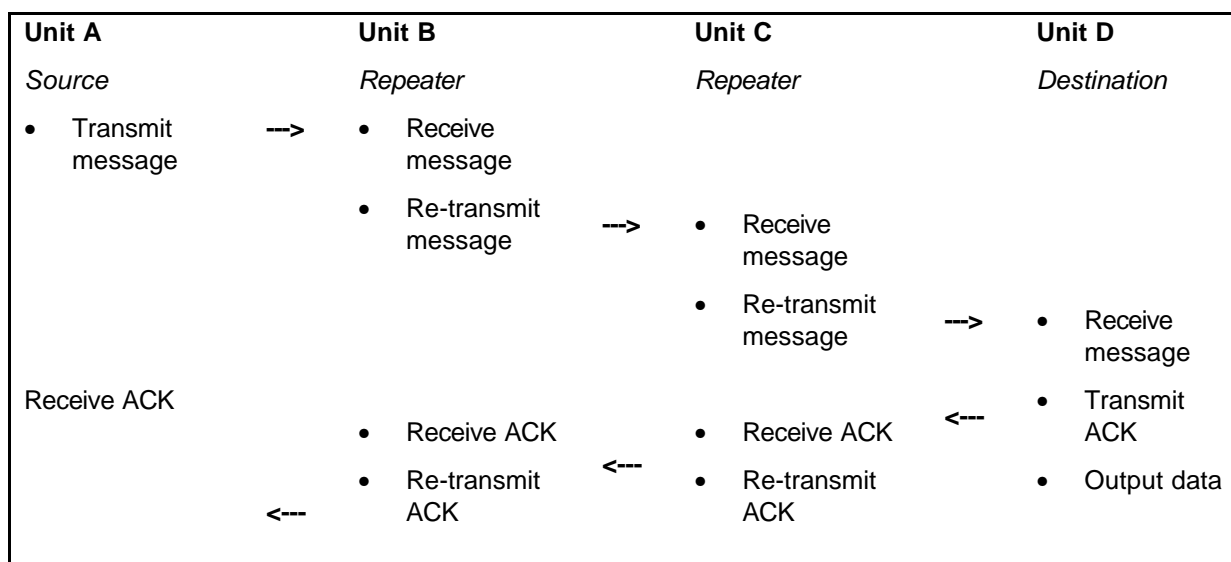 Unit A Unit B Unit C Unit D
Source Repeater Repeater Destination
• Transmit ---> • Receive
message message
• Re-transmit ---> • Receive
message message
• Re-transmit ---> • Receive
message message
Receive ACK <--- • Transmit
• Receive ACK • Receive ACK ACK
• Re-transmit <--- • Re-transmit • Output data
<--- ACK ACK